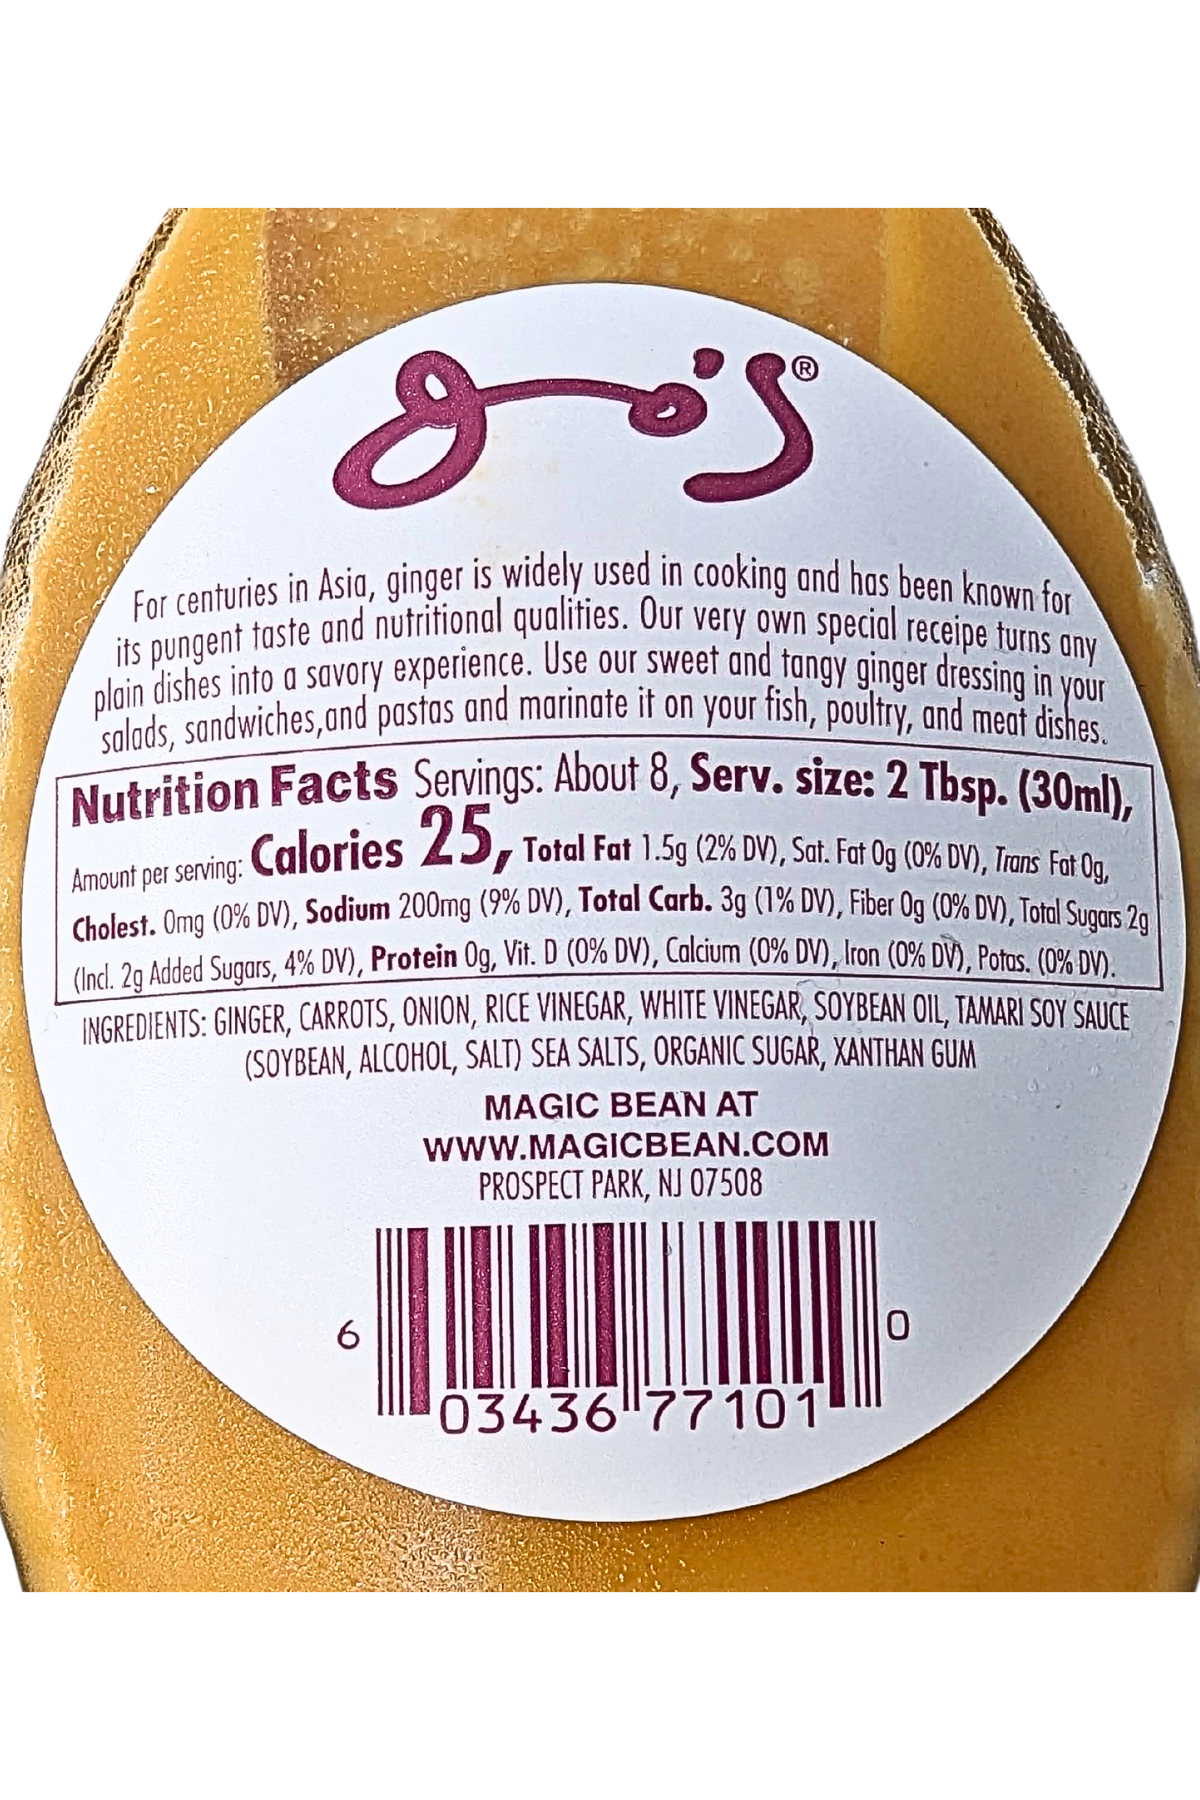 Jo's®
For centuries in Asia, ginger is widely used in cooking and has been known for
its pungent taste and nutritional qualities. Our very own special receipe turns any
plain dishes into a savory experience. Use our sweet and tangy ginger dressing in your
salads, sandwiches,and pastas and marinate it on your fish, poultry, and meat dishes.
Nutrition Facts Servings: About 8, Serv. size: 2 Tbsp. (30ml),
Amount per serving: Calories 25, Total Fat 1.5g (2% DV), Sat. Fat 0g (0% DV), Trans Fat 0g,
Cholest. 0mg (0% DV), Sodium 200mg (9% DV), Total Carb. 3g (1% DV), Fiber 0g (0% DV), Total Sugars 2g
(Incl. 2g Added Sugars, 4% DV), Protein 0g, Vit. D (0% DV), Calcium (0% DV), Iron (0% DV), Potas. (0% DV).
INGREDIENTS: GINGER, CARROTS, ONION, RICE VINEGAR, WHITE VINEGAR, SOYBEAN OIL, TAMARI SOY SAUCE
(SOYBEAN, ALCOHOL, SALT) SEA SALTS, ORGANIC SUGAR, XANTHAN GUM
MAGIC BEAN AT
WWW.MAGICBEAN.COM
PROSPECT PARK, NJ 07508
6 03436 77101 0